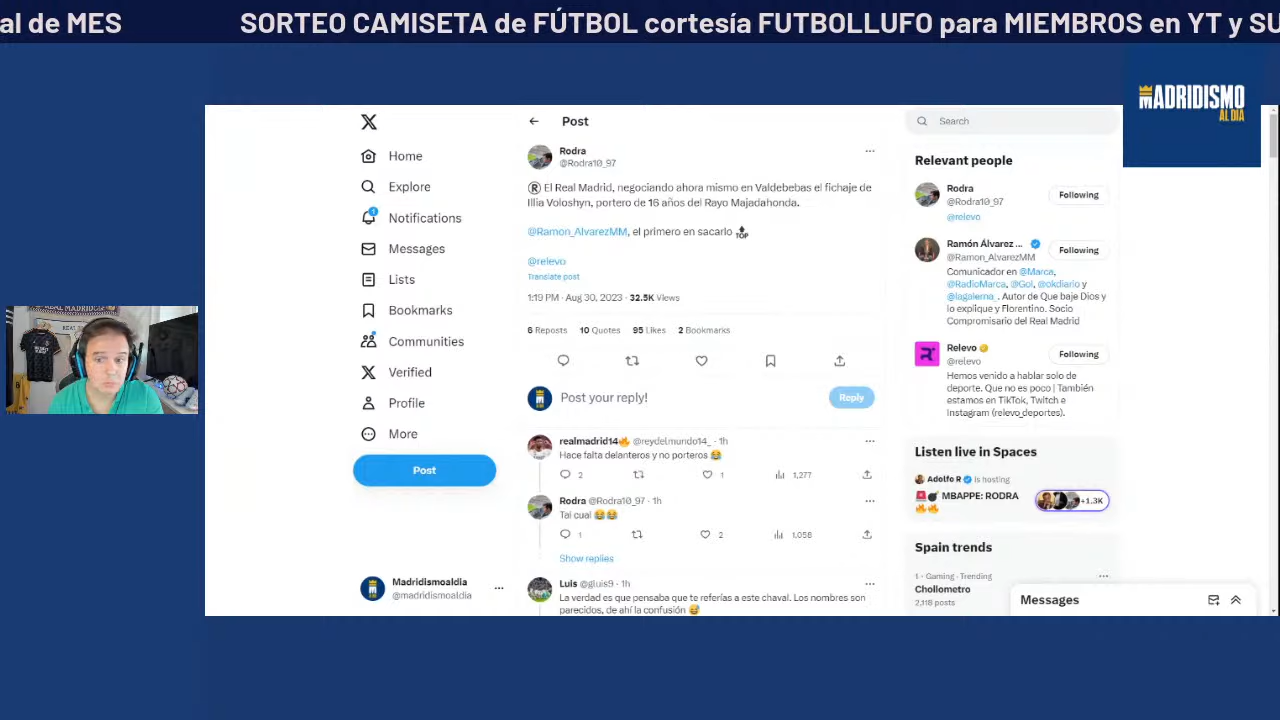 al de MES
SORTEO CAMISETA de FÚTBOL cortesía FUTBOLLUFO para MIEMBROS en YT y SU
MADRIDISMO
AL DIA
Home
Explore
Notifications
Messages
Lists
Bookmarks
Communities
Verified
Profile
More
Post
Madridismoaldia
@madridismoaldia
Post
Rodra
@Rodra10_97
Ⓡ El Real Madrid, negociando ahora mismo en Valdebebas el fichaje de
Illia Voloshyn, portero de 16 años del Rayo Majadahonda.
@Ramon_AlvarezMM, el primero en sacarlo 🔝
@relevo
Translate post
1:19 PM · Aug 30, 2023 · 32.5K Views
6 Reposts 10 Quotes 95 Likes 2 Bookmarks
Post your reply!
Reply
realmadrid14🔥 @reydelmundo14_ · 1h
Hace falta delanteros y no porteros 😂
2 1 1,277
Rodra @Rodra10_97 · 1h
Tal cual 😂😂
1 2 1,058
Show replies
Luis @gluis9 · 1h
La verdad es que pensaba que te referías a este chaval. Los nombres son
parecidos, de ahí la confusión 😅
Search
Relevant people
Rodra
@Rodra10_97
Following
@relevo
Ramón Álvarez ...
@Ramon_AlvarezMM
Following
Comunicador en @Marca,
@RadioMarca, @Gol, @okdiario y
@lagalerna_. Autor de Que baje Dios y
lo explique y Florentino. Socio
Compromisario del Real Madrid
Relevo
@relevo
Following
Hemos venido a hablar solo de
deporte. Que no es poco | También
estamos en TikTok, Twitch e
Instagram (relevo_deportes).
Listen live in Spaces
Adolfo R is hosting
🚨💣 MBAPPE: RODRA
🔥🔥
+1.3K
Spain trends
1 · Gaming · Trending
Chollometro
2,118 posts
Messages